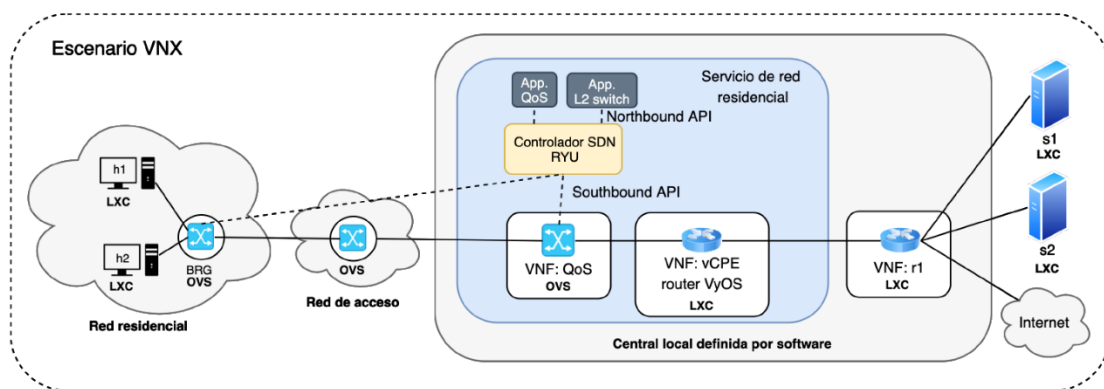 Escenario VNX
App.
QoS
App.
L2 switch
Servicio de red
residencial
Northbound API
Controlador SDN
RYU
Southbound API
h1
LXC
h2
LXC
BRG
OVS
Red residencial
OVS
Red de acceso
VNF: QoS
OVS
VNF: vCPE
router VyOS
LXC
VNF: r1
LXC
Central local definida por software
s1
LXC
s2
LXC
Internet